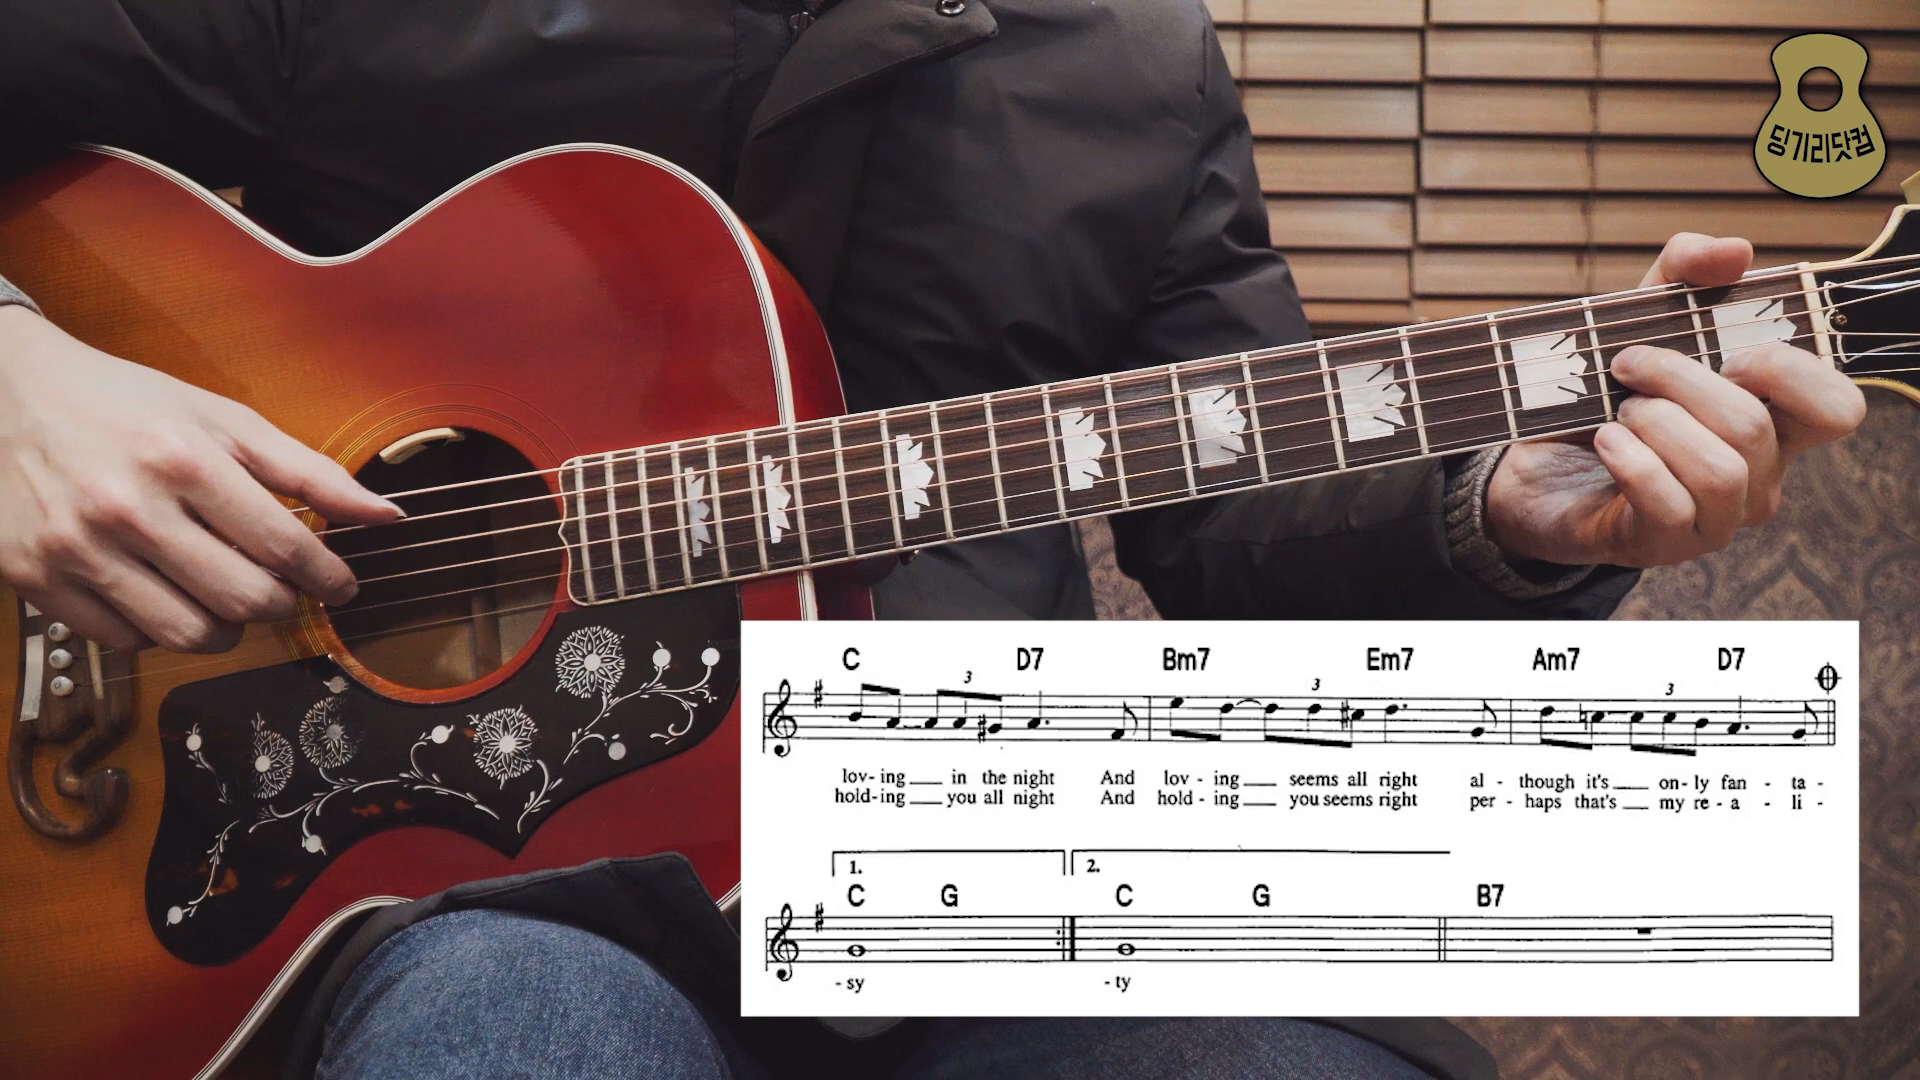 딩기리닷컴
C D7 Bm7 Em7 Am7 D7
3 3 3
lov- ing in the night And lov - ing seems all right al - though it's on- ly fan - ta -
hold-ing you all night And hold - ing you seems right per - haps that's my re - a - li -
1. 2.
C G C G B7
- sy - ty